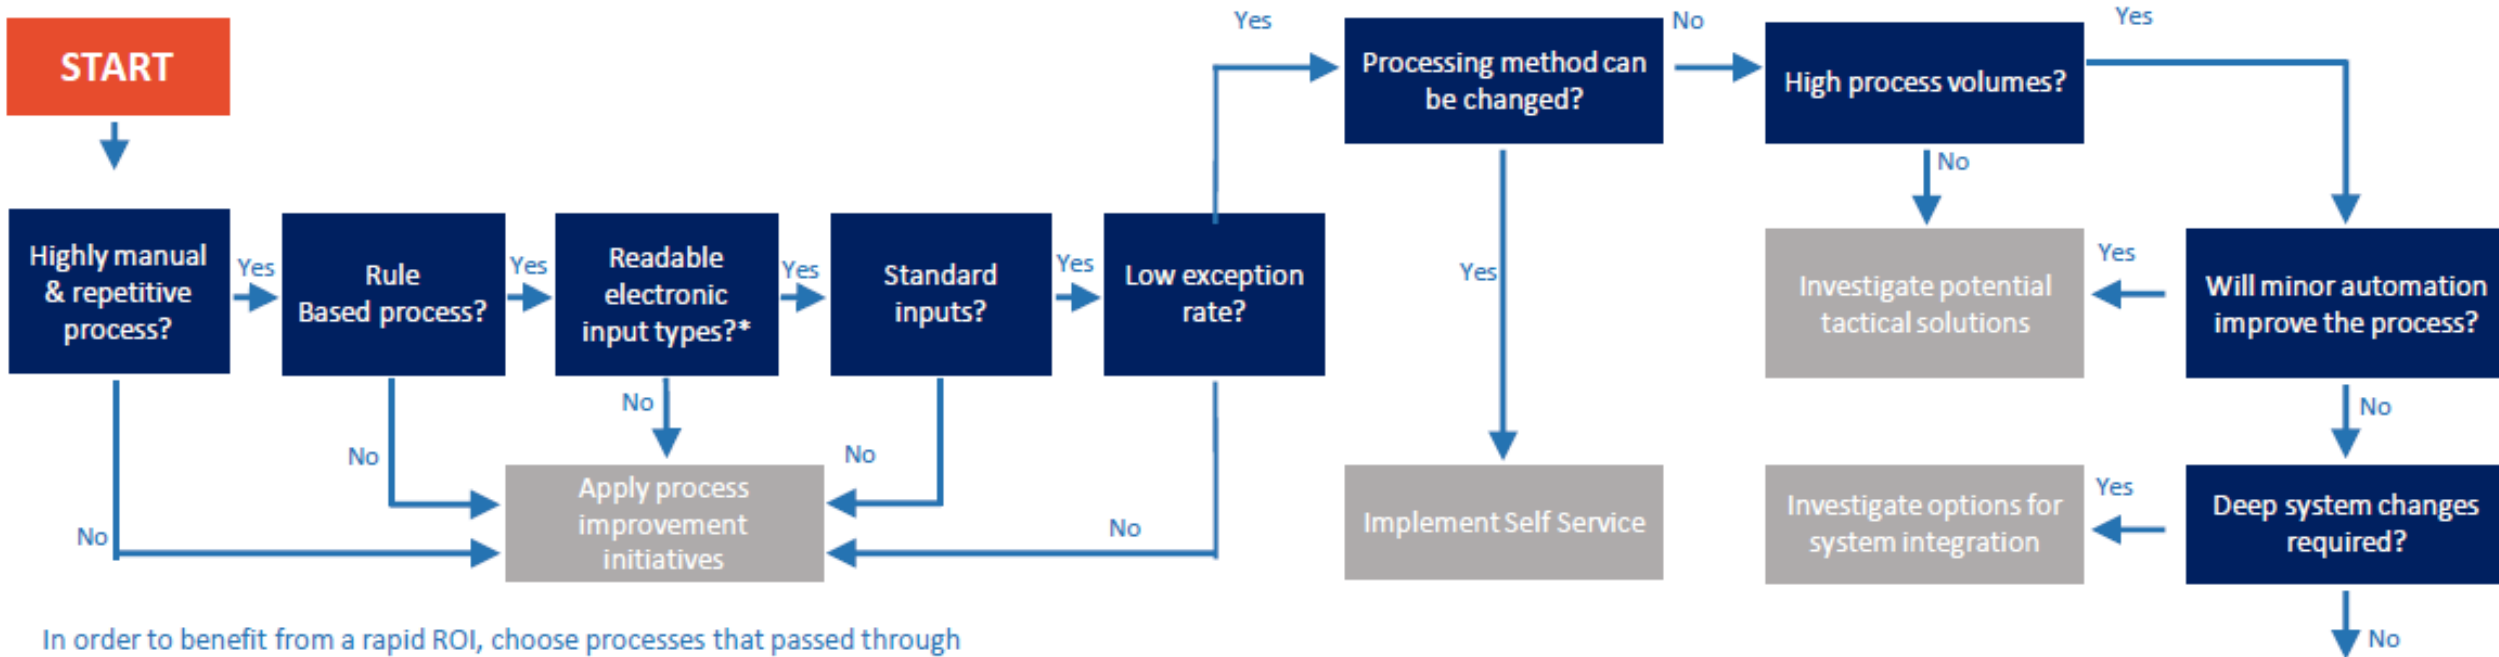 START
Highly manual
& repetitive
process?
Yes
No
Rule
Based process?
Yes
No
Readable
electronic
input types?*
Yes
No
Standard
inputs?
Yes
No
Low exception
rate?
Yes
No
Apply process
improvement
initiatives
Processing method can
be changed?
No
Yes
Implement Self Service
High process volumes?
Yes
No
Investigate potential
tactical solutions
Yes
Will minor automation
improve the process?
No
Investigate options for
system integration
Yes
Deep system changes
required?
No
In order to benefit from a rapid ROI, choose processes that passed through